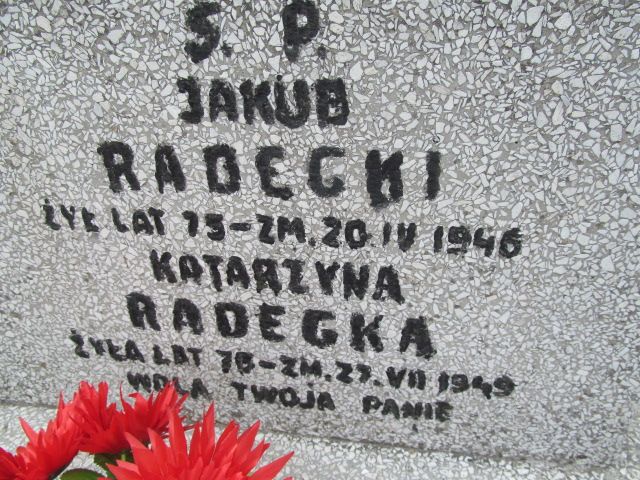 Ś. P.
JAKUB
RADECKI
ŻYŁ LAT 75 – ZM. 20 IV 1946
KATARZYNA
RADECKA
ŻYŁA LAT 76 – ZM. 27. VII 1949
WOLA TWOJA PANIE